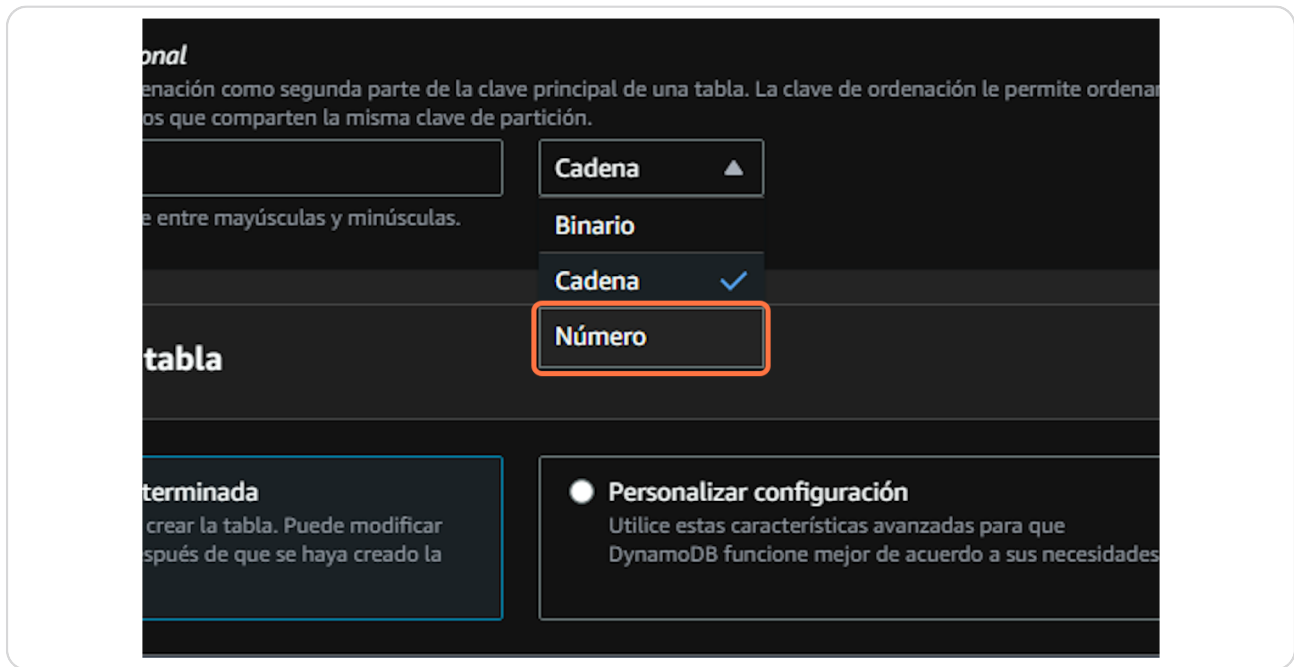 onal
enación como segunda parte de la clave principal de una tabla. La clave de ordenación le permite ordenar
os que comparten la misma clave de partición.
Cadena
e entre mayúsculas y minúsculas.
Binario
Cadena
Número
tabla
terminada
Personalizar configuración
crear la tabla. Puede modificar
Utilice estas características avanzadas para que
spués de que se haya creado la
DynamoDB funcione mejor de acuerdo a sus necesidades